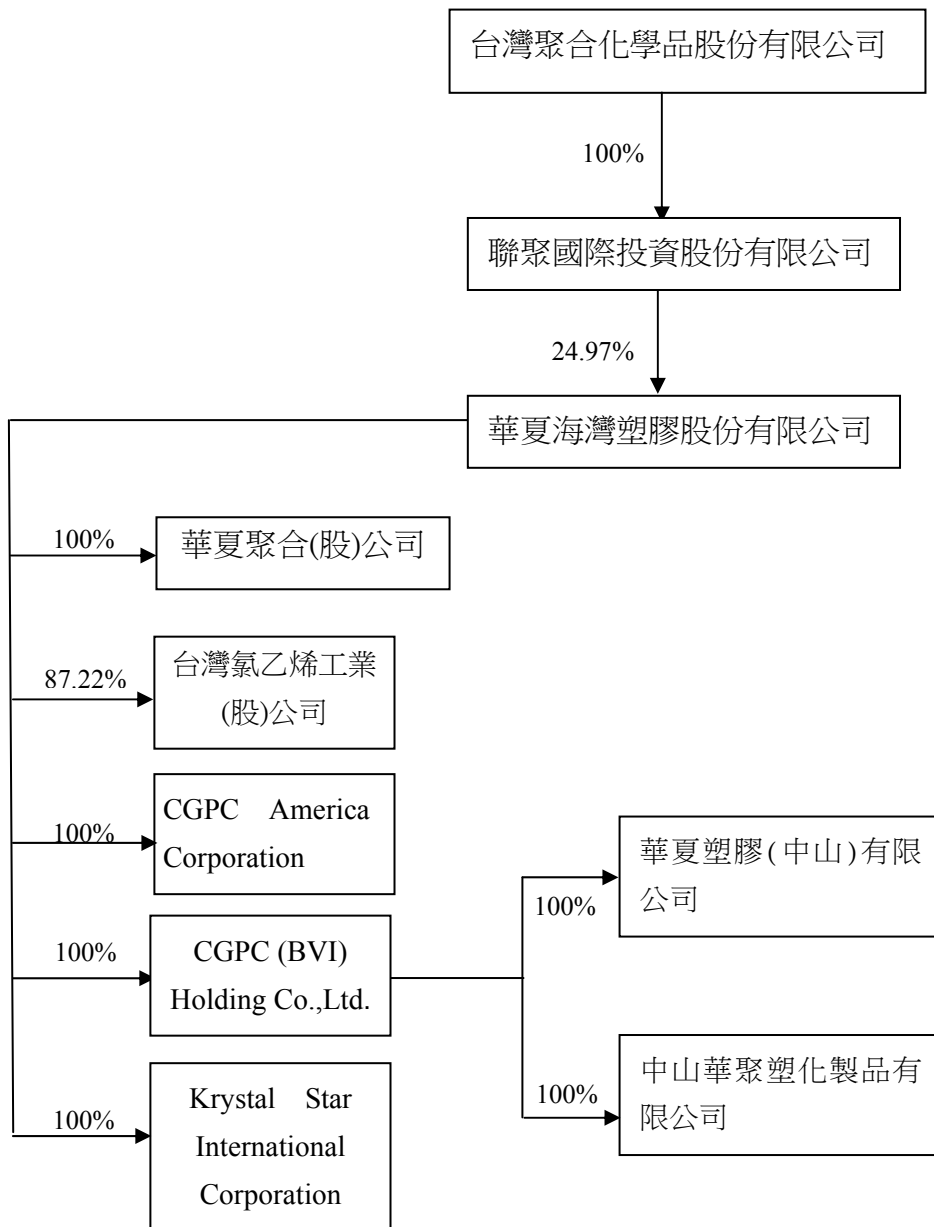 台灣聚合化學品股份有限公司
100%
聯聚國際投資股份有限公司
24.97%
華夏海灣塑膠股份有限公司
100%
華夏聚合(股)公司
87.22%
台灣氯乙烯工業
(股)公司
100%
CGPC America
Corporation
100%
CGPC (BVI)
Holding Co.,Ltd.
100%
華夏塑膠(中山)有限
公司
100%
中山華聚塑化製品有
限公司
100%
Krystal Star
International
Corporation